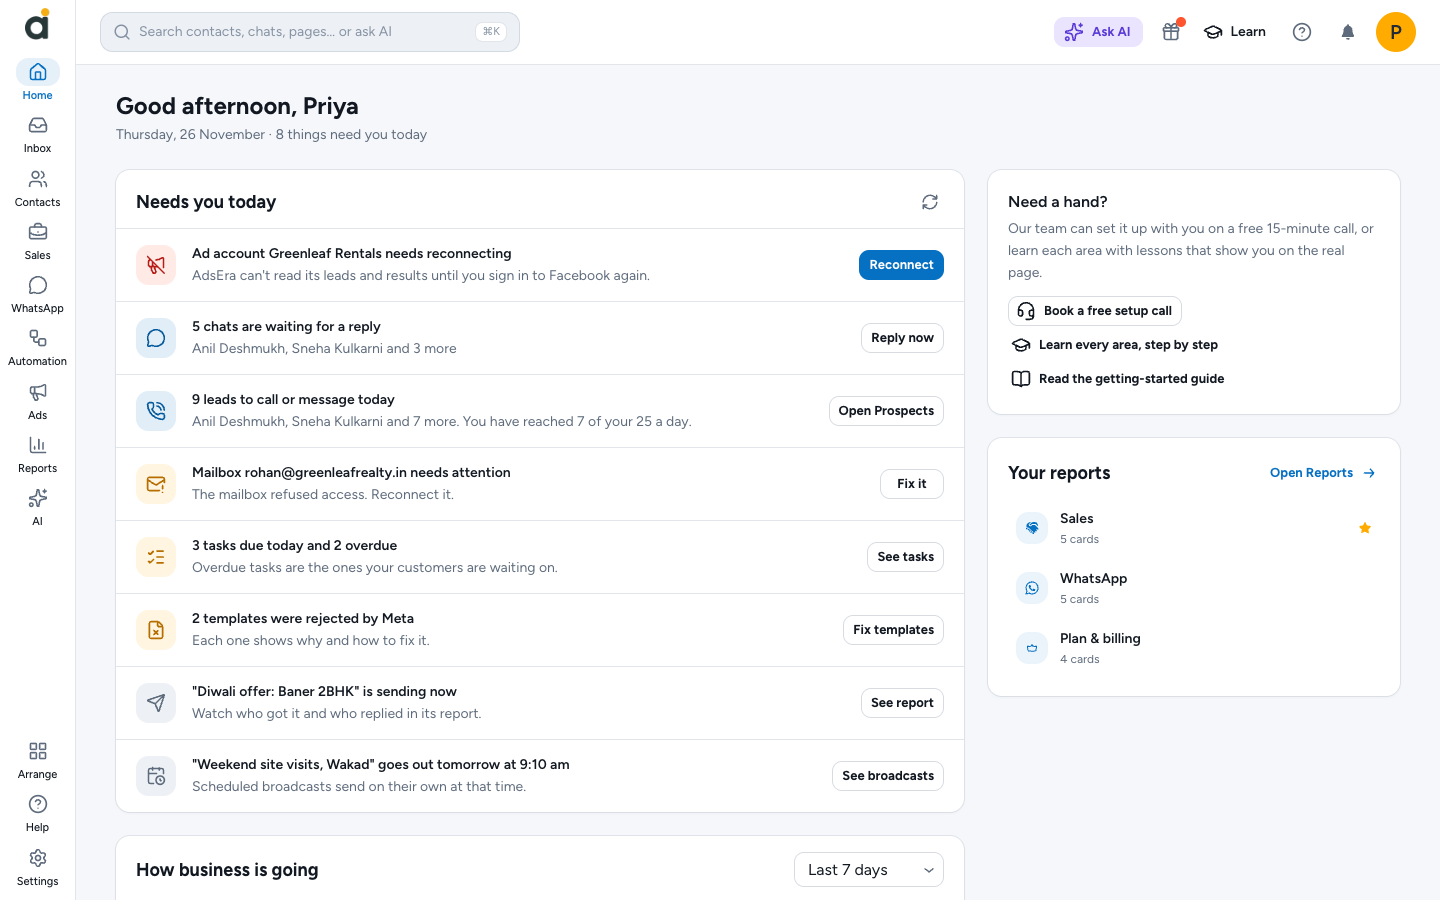 a
Search contacts, chats, pages... or ask AI
⌘K
Ask AI
Learn
P
Home
Inbox
Contacts
Sales
WhatsApp
Automation
Ads
Reports
AI
Arrange
Help
Settings
Good afternoon, Priya
Thursday, 26 November · 8 things need you today
Needs you today
Ad account Greenleaf Rentals needs reconnecting
AdsEra can't read its leads and results until you sign in to Facebook again.
Reconnect
5 chats are waiting for a reply
Anil Deshmukh, Sneha Kulkarni and 3 more
Reply now
9 leads to call or message today
Anil Deshmukh, Sneha Kulkarni and 7 more. You have reached 7 of your 25 a day.
Open Prospects
Mailbox rohan@greenleafrealty.in needs attention
The mailbox refused access. Reconnect it.
Fix it
3 tasks due today and 2 overdue
Overdue tasks are the ones your customers are waiting on.
See tasks
2 templates were rejected by Meta
Each one shows why and how to fix it.
Fix templates
"Diwali offer: Baner 2BHK" is sending now
Watch who got it and who replied in its report.
See report
"Weekend site visits, Wakad" goes out tomorrow at 9:10 am
Scheduled broadcasts send on their own at that time.
See broadcasts
How business is going
Last 7 days
Need a hand?
Our team can set it up with you on a free 15-minute call, or
learn each area with lessons that show you on the real
page.
Book a free setup call
Learn every area, step by step
Read the getting-started guide
Your reports
Open Reports
Sales
5 cards
WhatsApp
5 cards
Plan & billing
4 cards